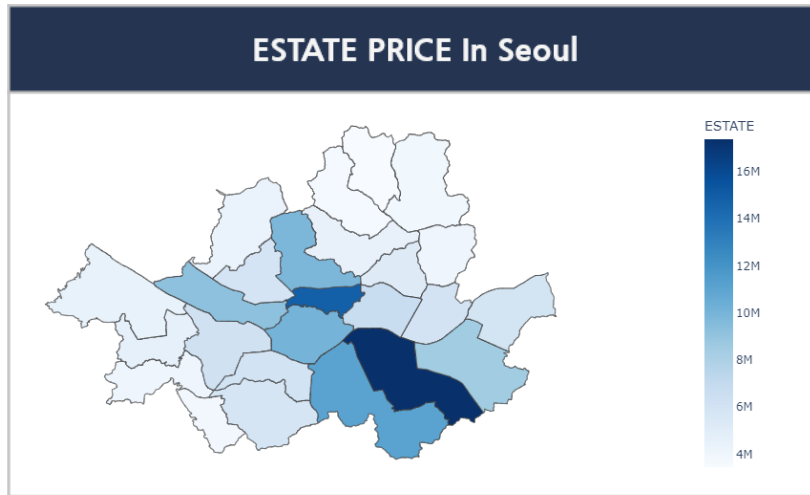 ESTATE PRICE In Seoul
ESTATE
16M
14M
12M
10M
8M
6M
4M